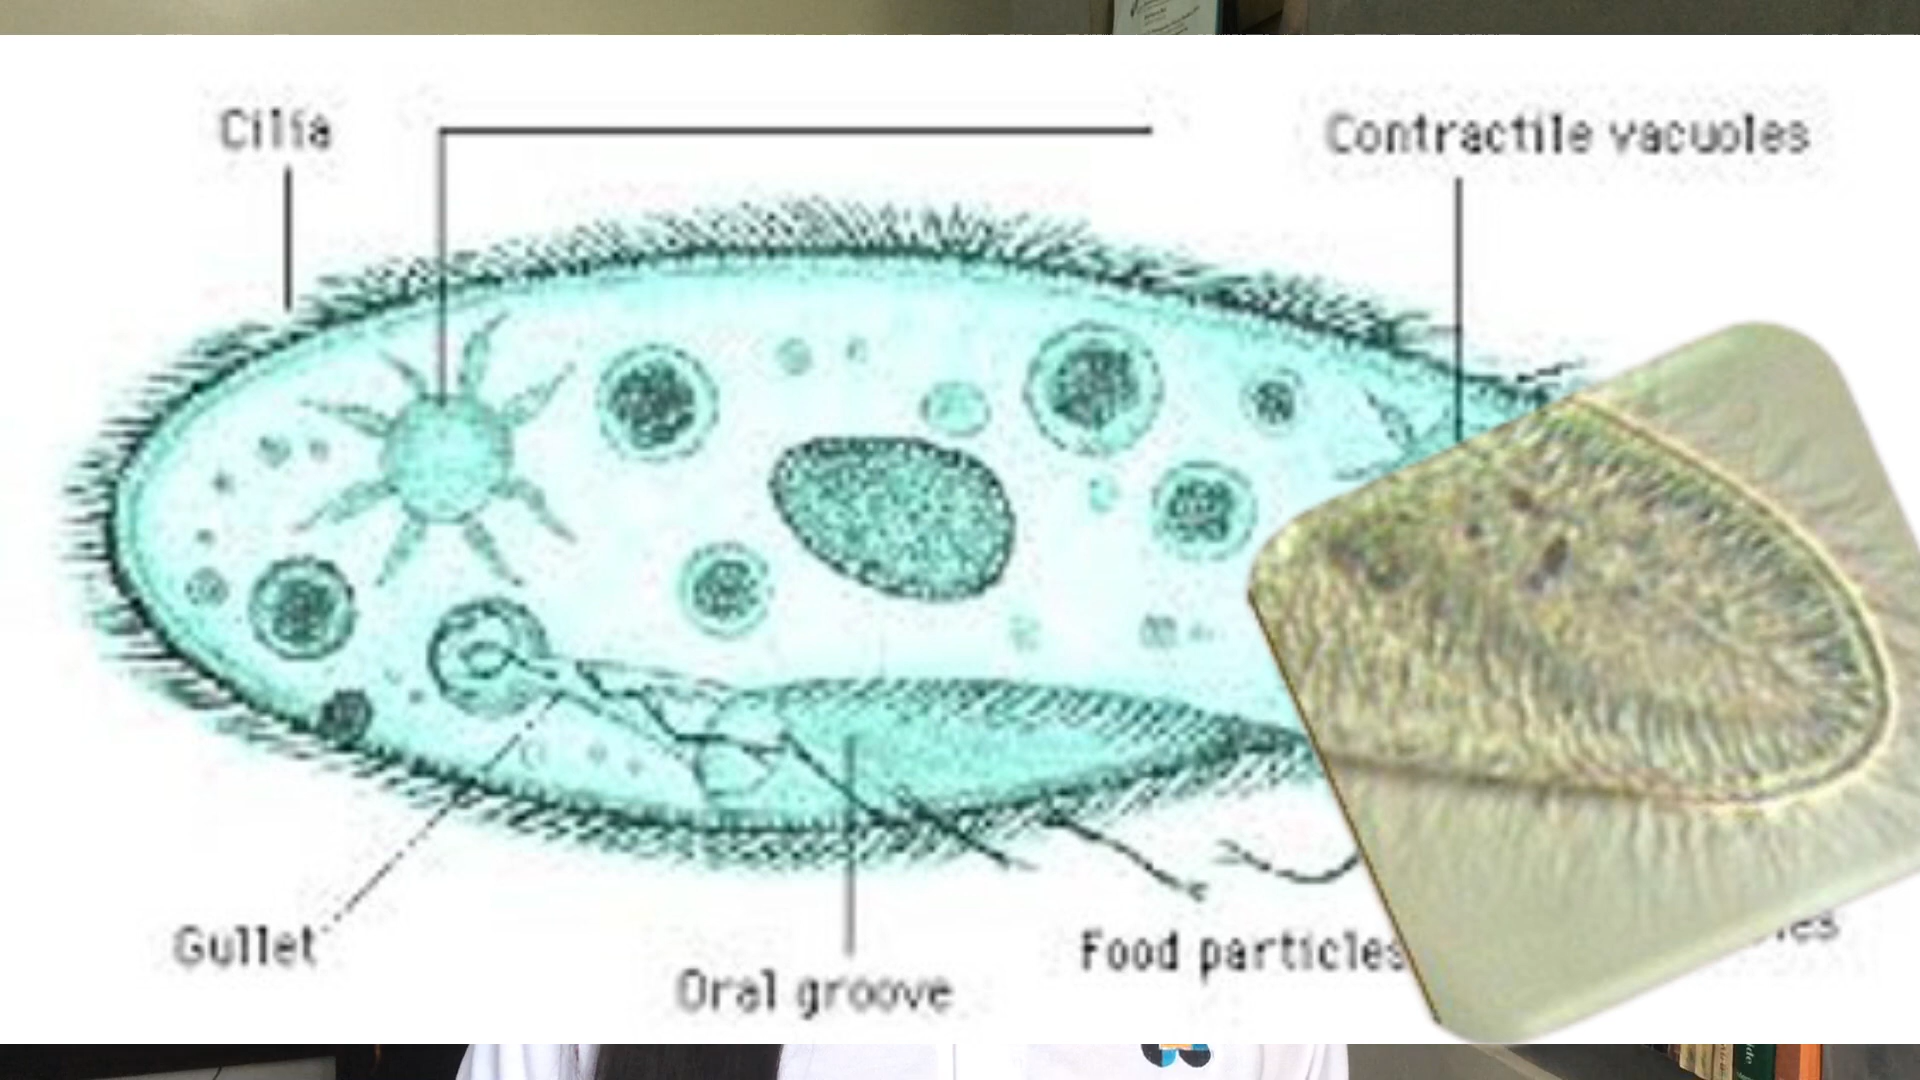 Cilia
Contractile vacuoles
Gullet
Oral groove
Food particles